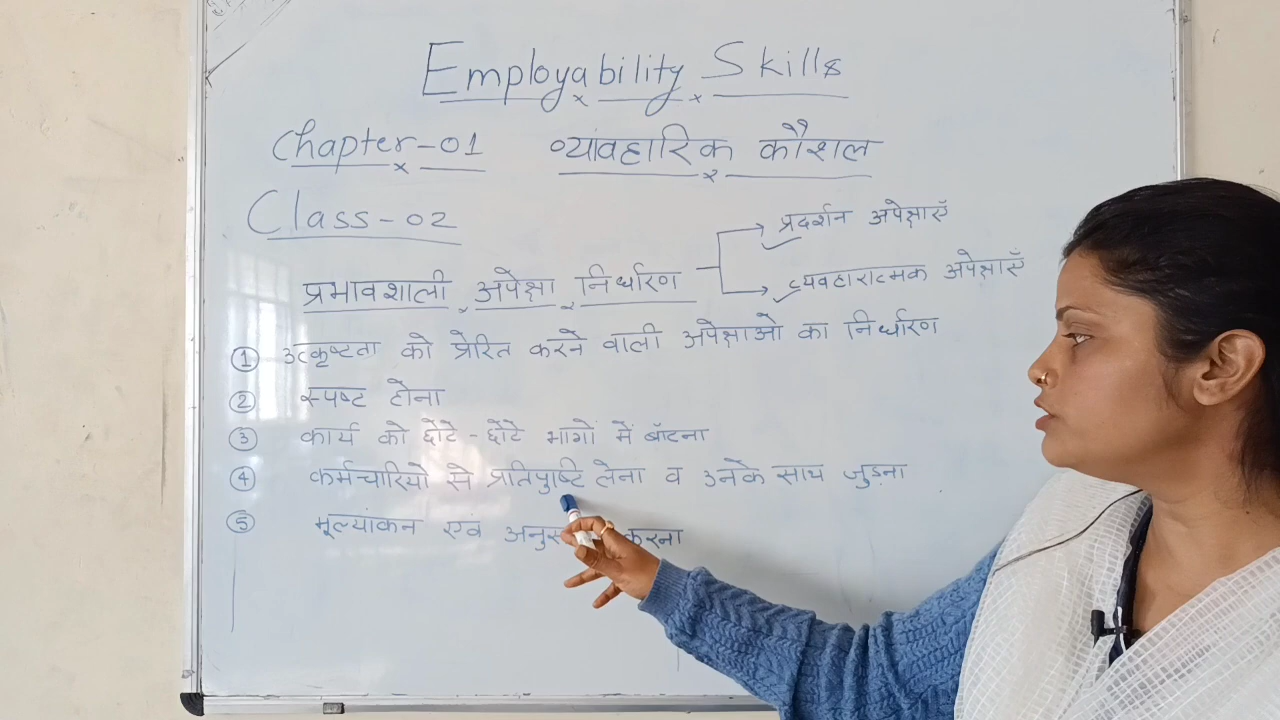 Employability Skills
Chapter-01 व्यांवहारिक कौशल
Class-02
प्रभावशाली अपेक्षा निर्धारण
प्रदर्शन अपेक्षाएँ
व्यवहारात्मक अपेक्षाएँ
① उत्कृष्टता को प्रेरित करने वाली अपेक्षाओ का निर्धारण
② स्पष्ट होना
③ कार्य को छोटे-छोटे भागों में बाँटना
④ कर्मचारियो से प्रतिपुष्टि लेना व उनके साथ जुडना
⑤ मूल्यांकन एवं करना